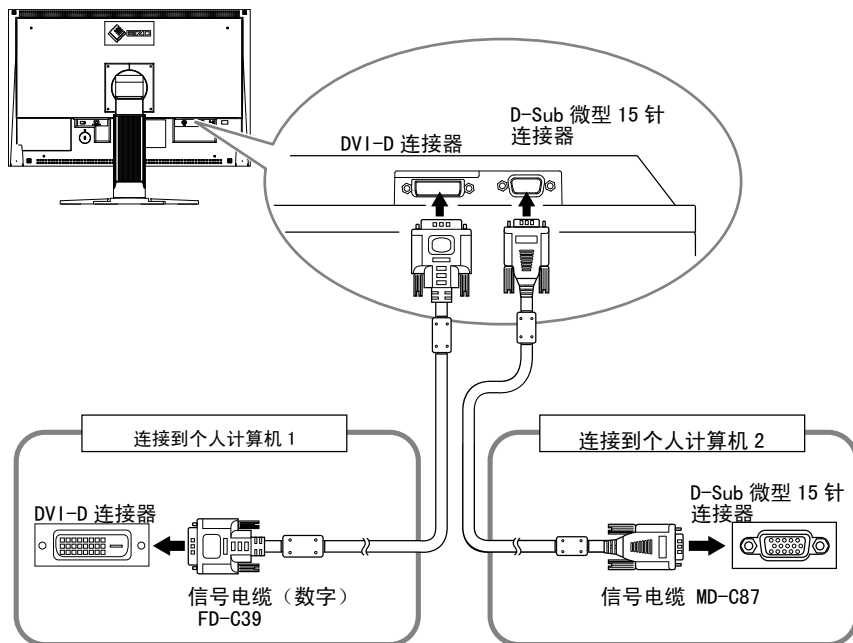 EIZO
D-Sub 微型 15 针
连接器
DVI-D 连接器
连接到个人计算机 1
连接到个人计算机 2
DVI-D 连接器
D-Sub 微型 15 针
连接器
信号电缆（数字）
FD-C39
信号电缆 MD-C87